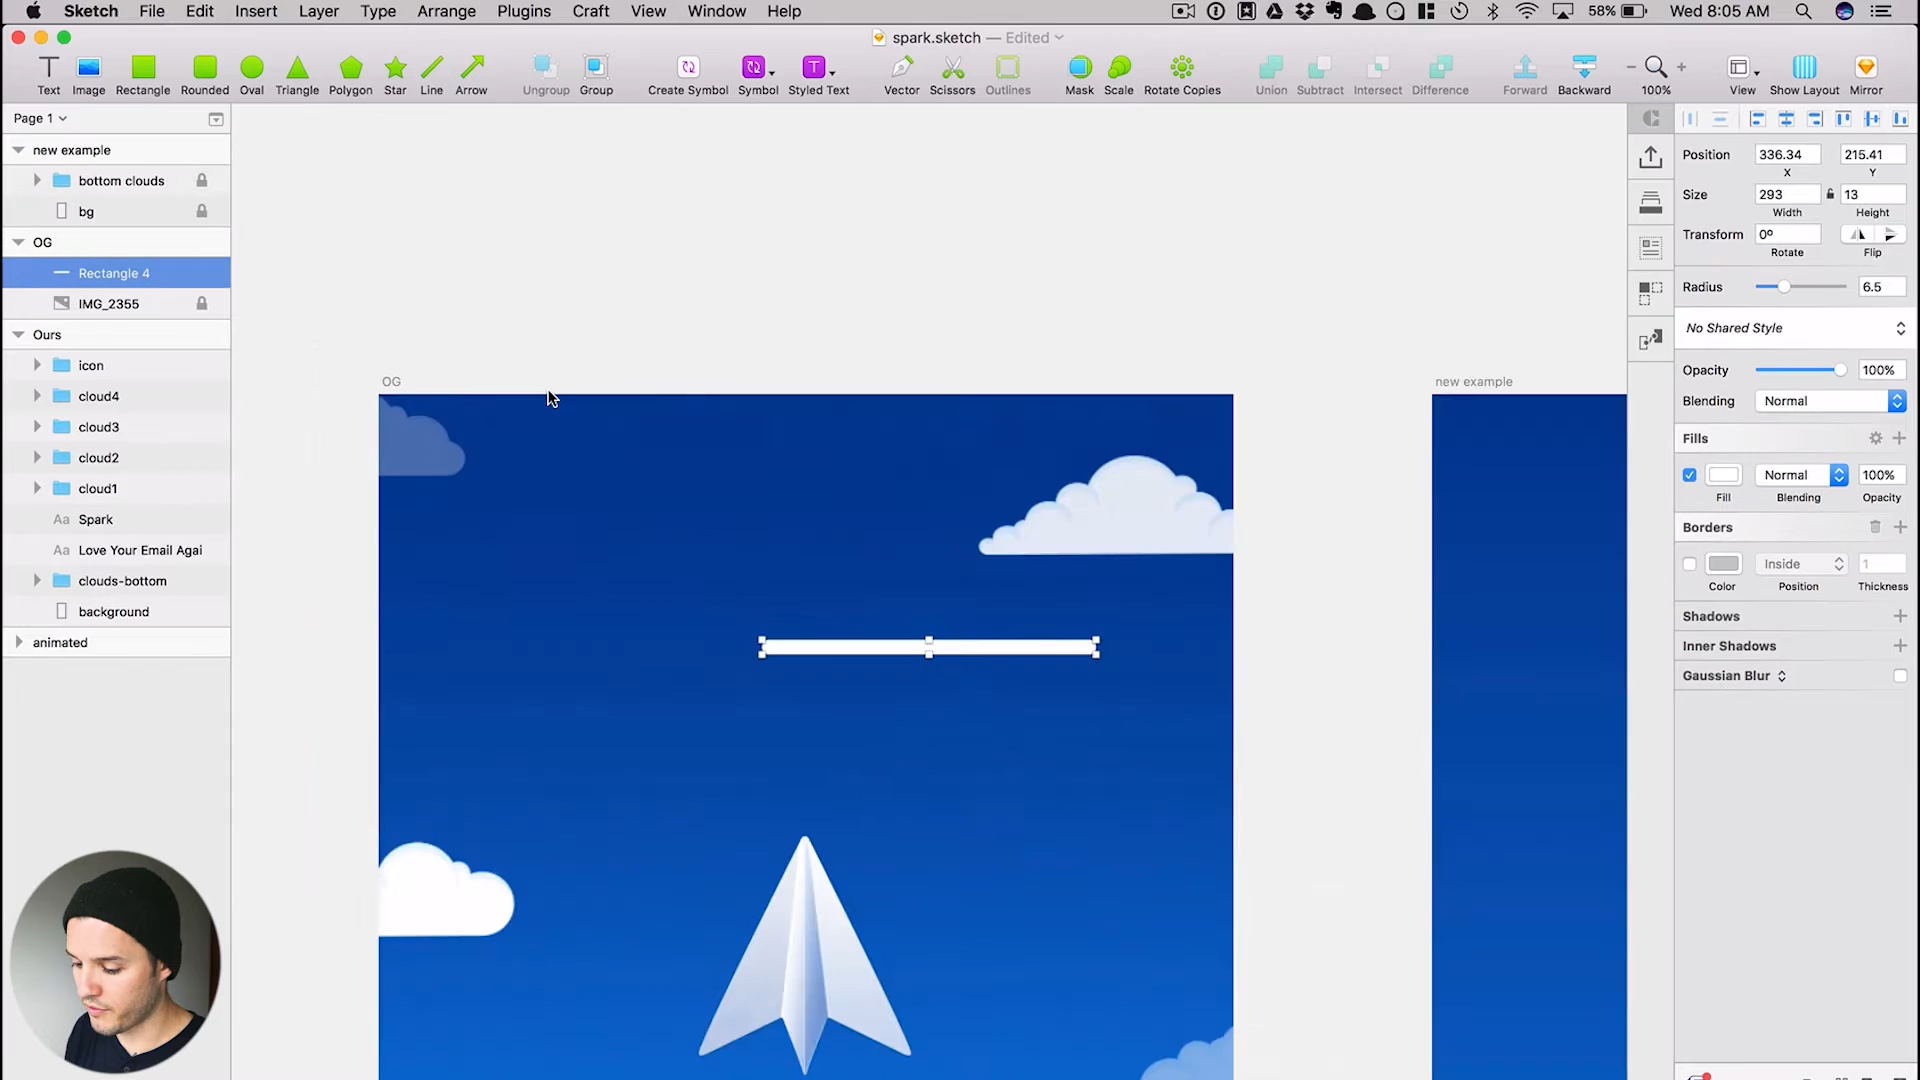 Sketch File Edit Insert Layer Type Arrange Plugins Craft View Window Help 58% Wed 8:05 AM
spark.sketch — Edited
Text Image Rectangle Rounded Oval Triangle Polygon Star Line Arrow Ungroup Group Create Symbol Symbol Styled Text Vector Scissors Outlines Mask Scale Rotate Copies Union Subtract Intersect Difference Forward Backward 100% View Show Layout Mirror
Page 1
new example
bottom clouds
bg
OG
Rectangle 4
IMG_2355
Ours
icon
cloud4
cloud3
cloud2
cloud1
Aa Spark
Aa Love Your Email Agai
clouds-bottom
background
animated
OG
new example
Position 336.34 215.41
X Y
Size 293 13
Width Height
Transform 0º
Rotate Flip
Radius 6.5
No Shared Style
Opacity 100%
Blending Normal
Fills
Normal 100%
Fill Blending Opacity
Borders
Inside 1
Color Position Thickness
Shadows
Inner Shadows
Gaussian Blur